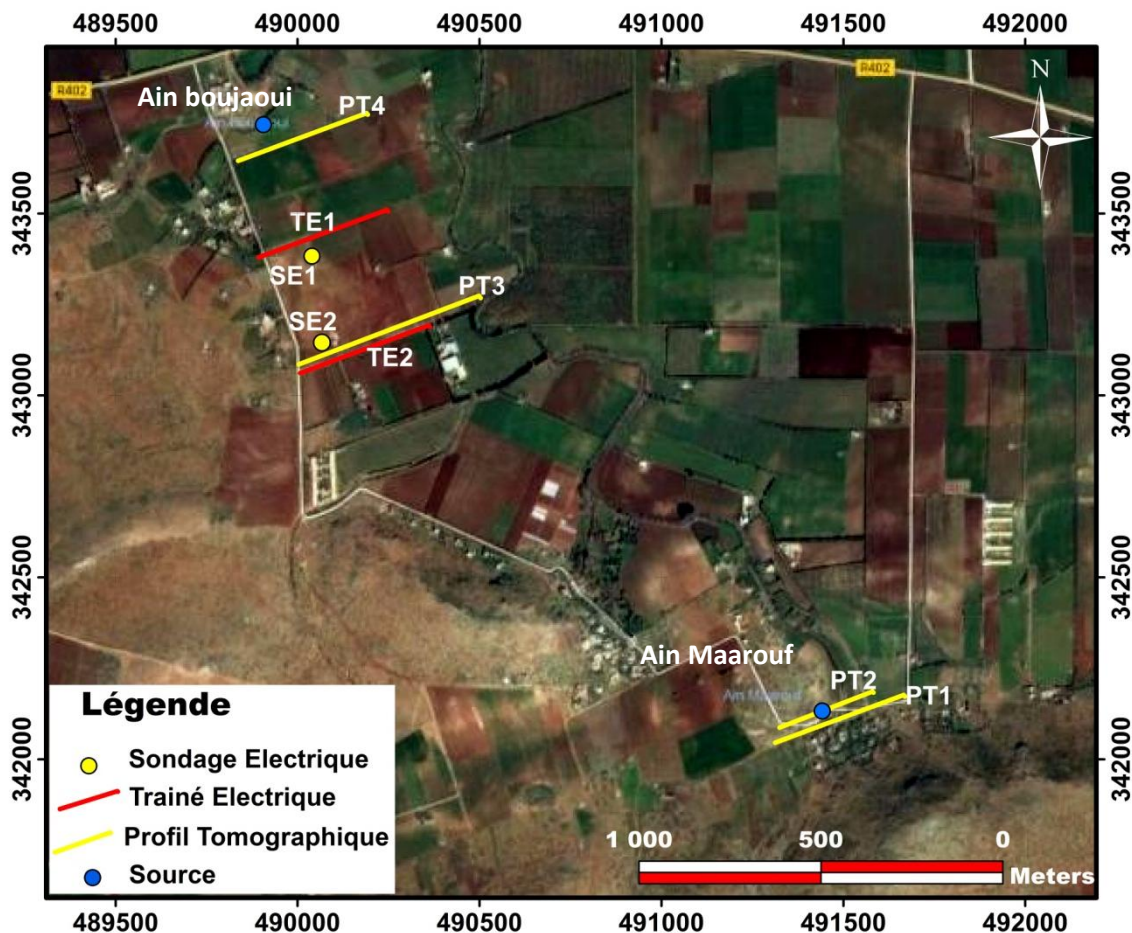 489500 490000 490500 491000 491500 492000
R402
R402
N
Ain boujaoui
PT4
343500
343500
TE1
SE1
PT3
SE2
TE2
343000
343000
342500
342500
Ain Maarouf
Ain Maarouf
PT2
PT1
342000
342000
Légende
Sondage Electrique
Trainé Electrique
Profil Tomographique
Source
1 000 500 0
Meters
489500 490000 490500 491000 491500 492000